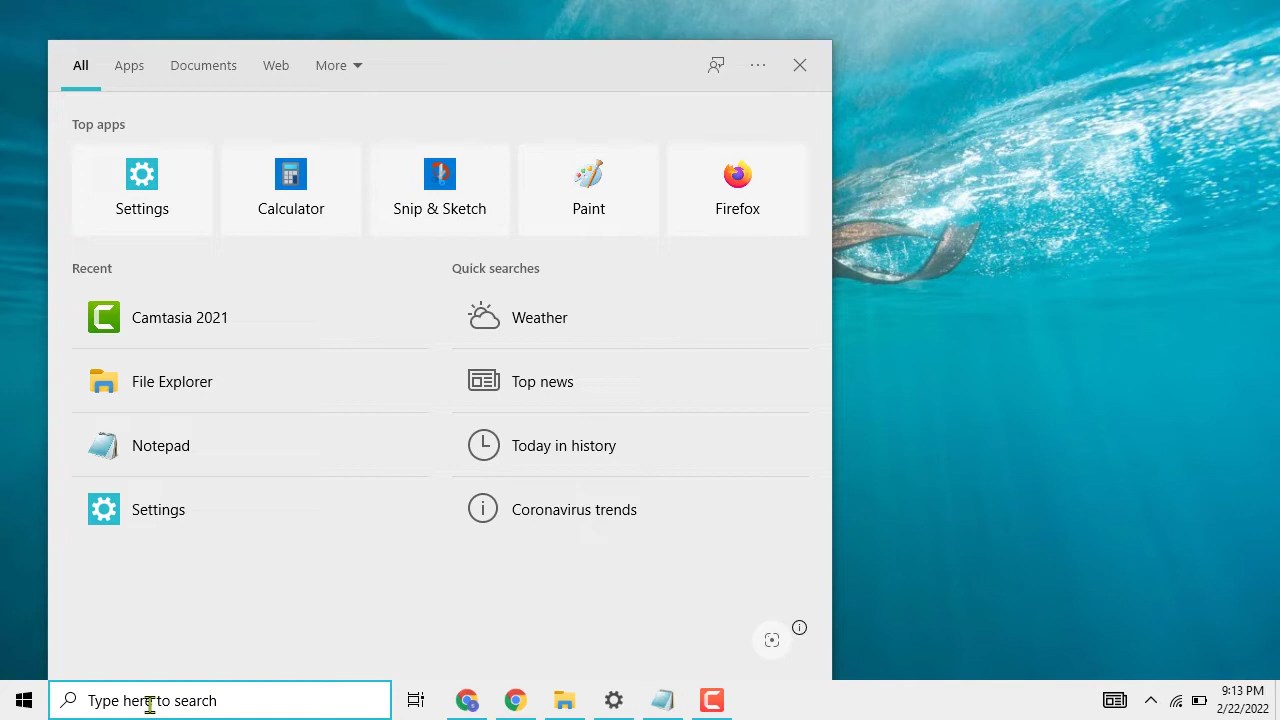 All Apps Documents Web More
Top apps
Settings Calculator Snip & Sketch Paint Firefox
Recent
Camtasia 2021
File Explorer
Notepad
Settings
Quick searches
Weather
Top news
Today in history
Coronavirus trends
Type here to search
9:13 PM
2/22/2022